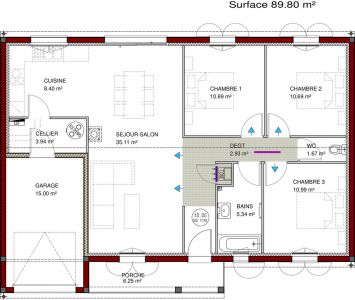 Surface 89.80 m²
CUISINE
8.40 m²
CHAMBRE 1
10.69 m²
CHAMBRE 2
10.69 m²
CELLIER
3.94 m²
SEJOUR-SALON
35.11 m²
DEGT
2.93 m²
WC
1.67 m²
GARAGE
15.00 m²
CHAMBRE 3
10.99 m²
BAINS
5.34 m²
PORCHE
6.25 m²